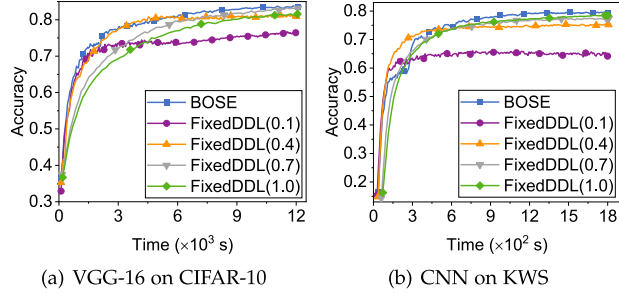 Accuracy
0.8
0.7
0.6
0.5
0.4
0.3
BOSE
FixedDDL(0.1)
FixedDDL(0.4)
FixedDDL(0.7)
FixedDDL(1.0)
0 3 6 9 12
Time (×10³ s)
(a) VGG-16 on CIFAR-10
Accuracy
0.8
0.7
0.6
0.5
0.4
0.3
0.2
BOSE
FixedDDL(0.1)
FixedDDL(0.4)
FixedDDL(0.7)
FixedDDL(1.0)
0 3 6 9 12 15 18
Time (×10² s)
(b) CNN on KWS